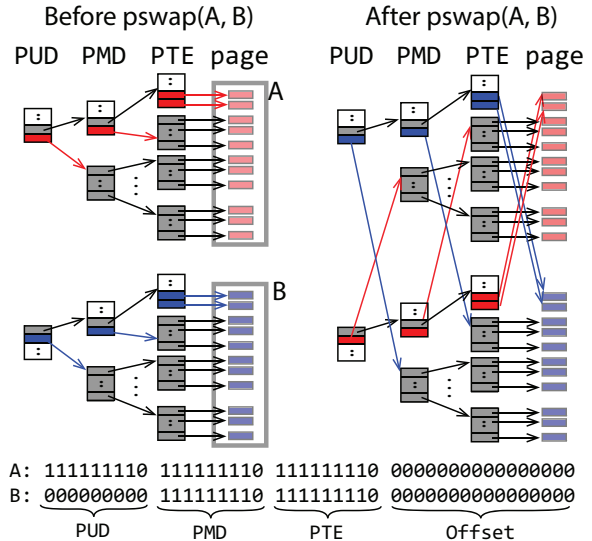 Before pswap(A, B)
After pswap(A, B)
PUD PMD PTE page
PUD PMD PTE page
A
B
A: 111111110 111111110 111111110 0000000000000000
B: 000000000 111111110 111111110 0000000000000000
PUD PMD PTE Offset